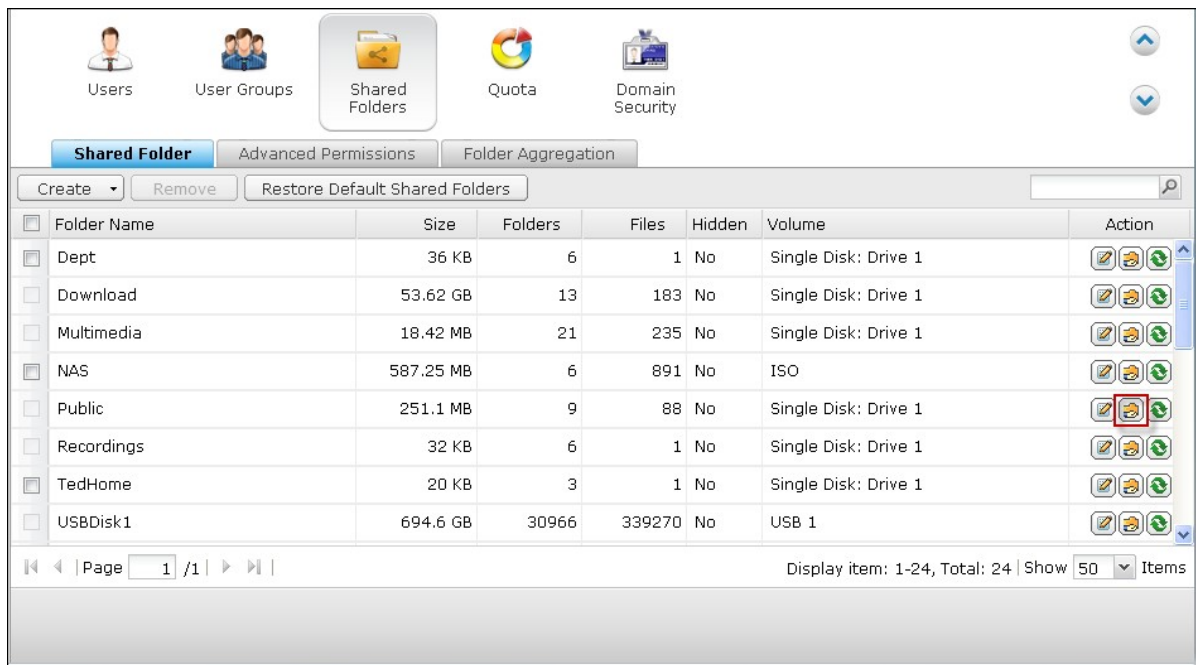 Users User Groups Shared Folders Quota Domain Security
Shared Folder Advanced Permissions Folder Aggregation
Create Remove Restore Default Shared Folders
Folder Name Size Folders Files Hidden Volume Action
Dept 36 KB 6 1 No Single Disk: Drive 1
Download 53.62 GB 13 183 No Single Disk: Drive 1
Multimedia 18.42 MB 21 235 No Single Disk: Drive 1
NAS 587.25 MB 6 891 No ISO
Public 251.1 MB 9 88 No Single Disk: Drive 1
Recordings 32 KB 6 1 No Single Disk: Drive 1
TedHome 20 KB 3 1 No Single Disk: Drive 1
USBDisk1 694.6 GB 30966 339270 No USB 1
Page 1 /1 Display item: 1-24, Total: 24 Show 50 Items